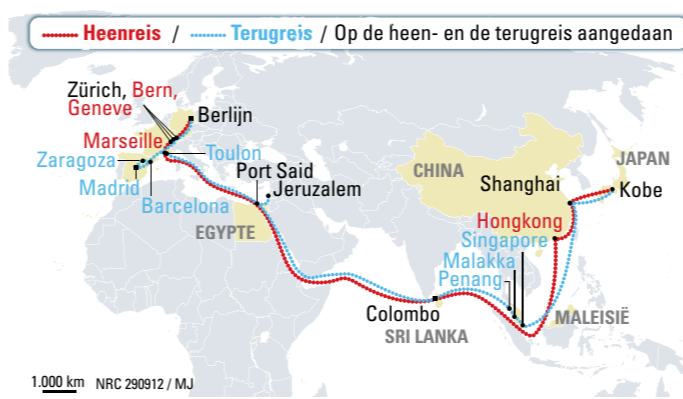 Heenreis / Terugreis / Op de heen- en de terugreis aangedaan
Zürich, Bern,
Geneve
Berlijn
Marseille
Toulon
Zaragoza
Madrid
Barcelona
Port Said
Jeruzalem
EGYPTE
CHINA
JAPAN
Shanghai
Kobe
Hongkong
Singapore
Malakka
Penang
Colombo
SRI LANKA
MALEISIË
1.000 km NRC 290912 / MJ